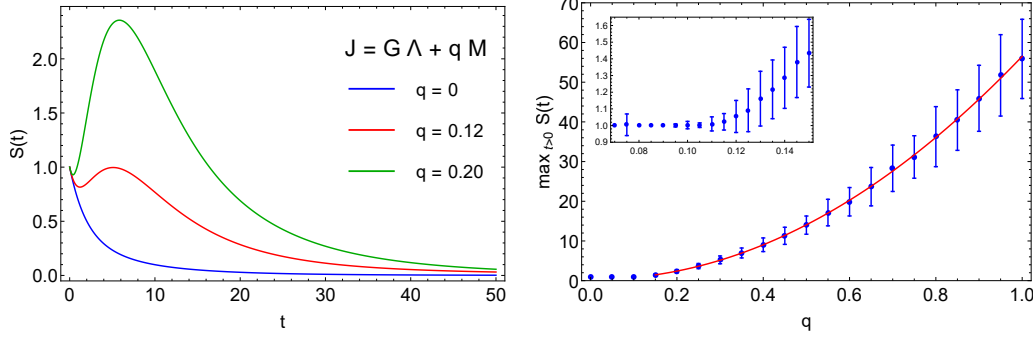 J = G Λ + q M
q = 0
q = 0.12
q = 0.20
S(t)
2.0
1.5
1.0
0.5
0.0
0 10 20 30 40 50
t
max t>0 S(t)
70
60
50
40
30
20
10
0
0.0 0.2 0.4 0.6 0.8 1.0
q
1.6
1.5
1.4
1.3
1.2
1.1
1.0
0.9
0.08 0.10 0.12 0.14